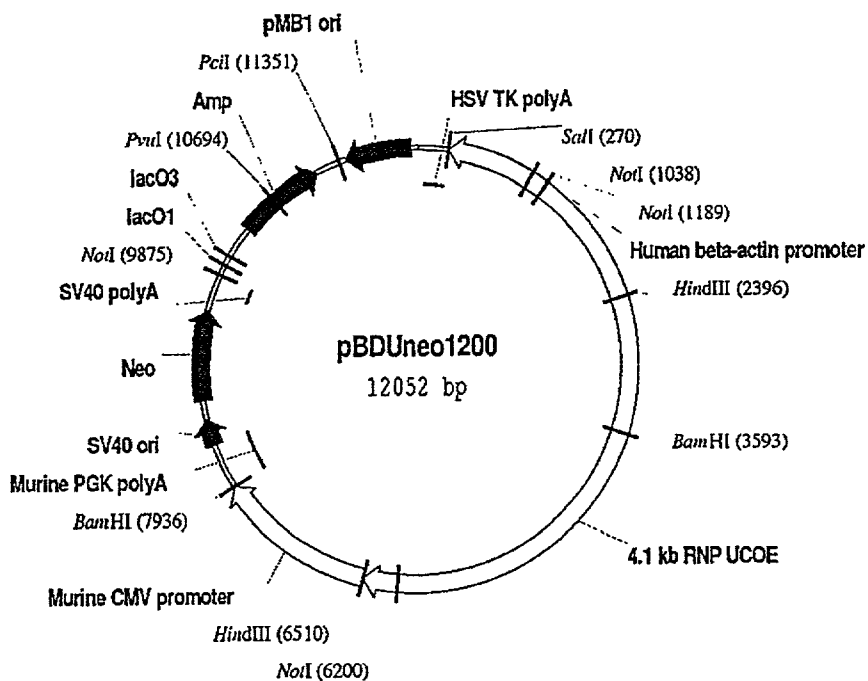 pMB1 ori
PciI (11351)
HSV TK polyA
Amp
SalI (270)
PvuI (10694)
NotI (1038)
lacO3
NotI (1189)
lacO1
Human beta-actin promoter
NotI (9875)
HindIII (2396)
SV40 polyA
pBDUneo1200
12052 bp
Neo
BamHI (3593)
SV40 ori
Murine PGK polyA
BamHI (7936)
4.1 kb RNP UCOE
Murine CMV promoter
HindIII (6510)
NotI (6200)